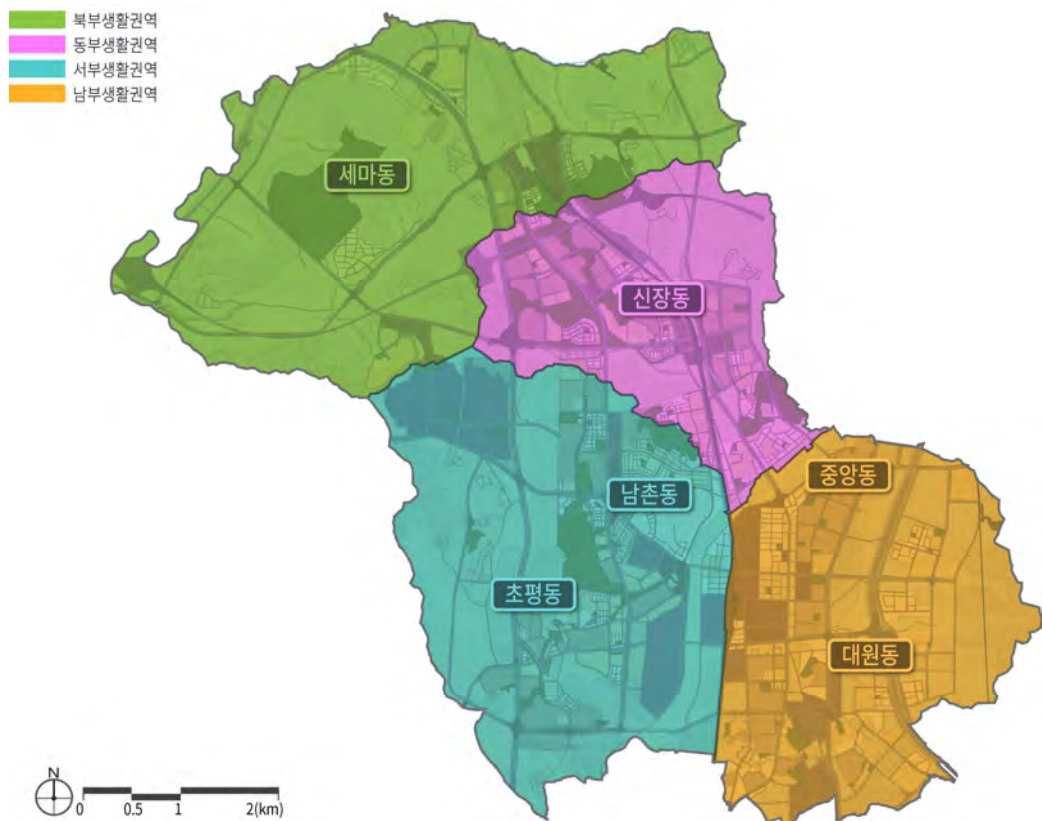 북부생활권역
동부생활권역
서부생활권역
남부생활권역
세마동
신장동
중앙동
남촌동
초평동
대원동
N
0 0.5 1 2(km)